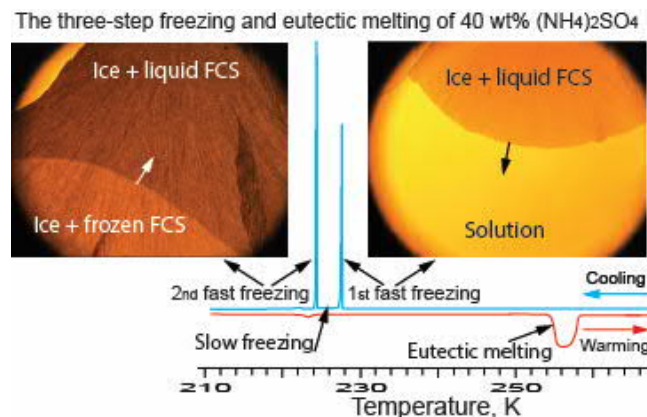 The three-step freezing and eutectic melting of 40 wt% (NH4)2SO4
Ice + liquid FCS
Ice + frozen FCS
Ice + liquid FCS
Solution
2nd fast freezing
1st fast freezing
Cooling
Slow freezing
Eutectic melting
Warming
210 230 250
Temperature, K